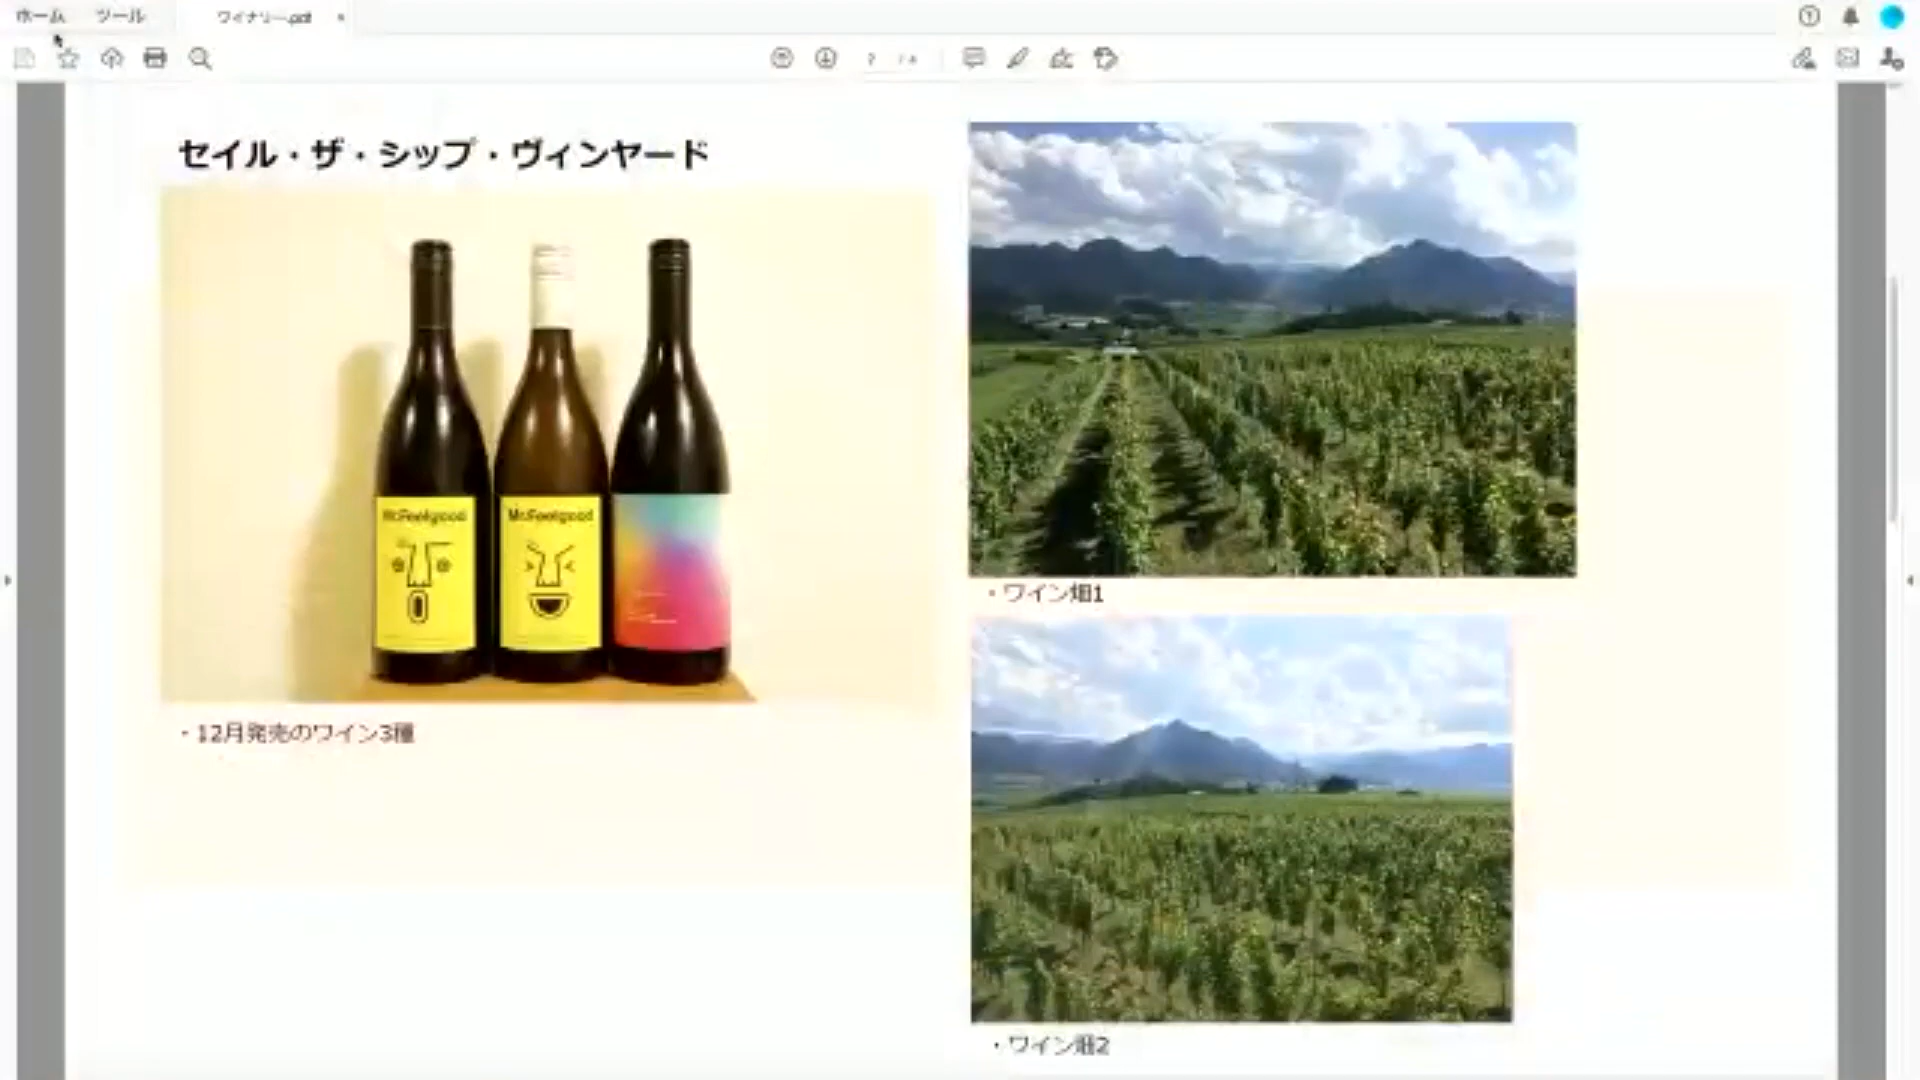 ホーム ツール ワイナリー.pdf ×
セイル・ザ・シップ・ヴィンヤード
Mr.Feelgood Mr.Feelgood
・12月発売のワイン3種
・ワイン畑1
・ワイン畑2